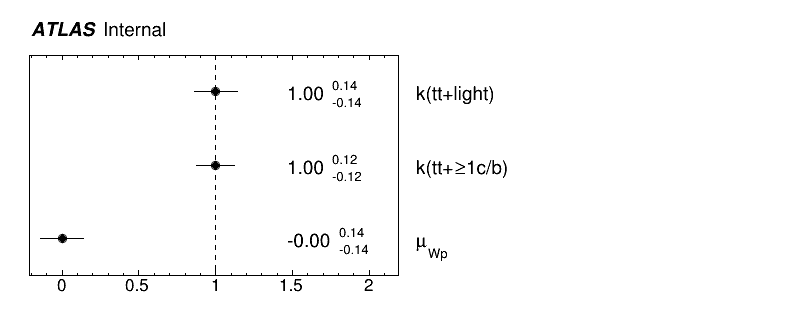 ATLAS Internal
1.00 0.14 -0.14 k(tt+light)
1.00 0.12 -0.12 k(tt+≥1c/b)
-0.00 0.14 -0.14 μWp
0 0.5 1 1.5 2